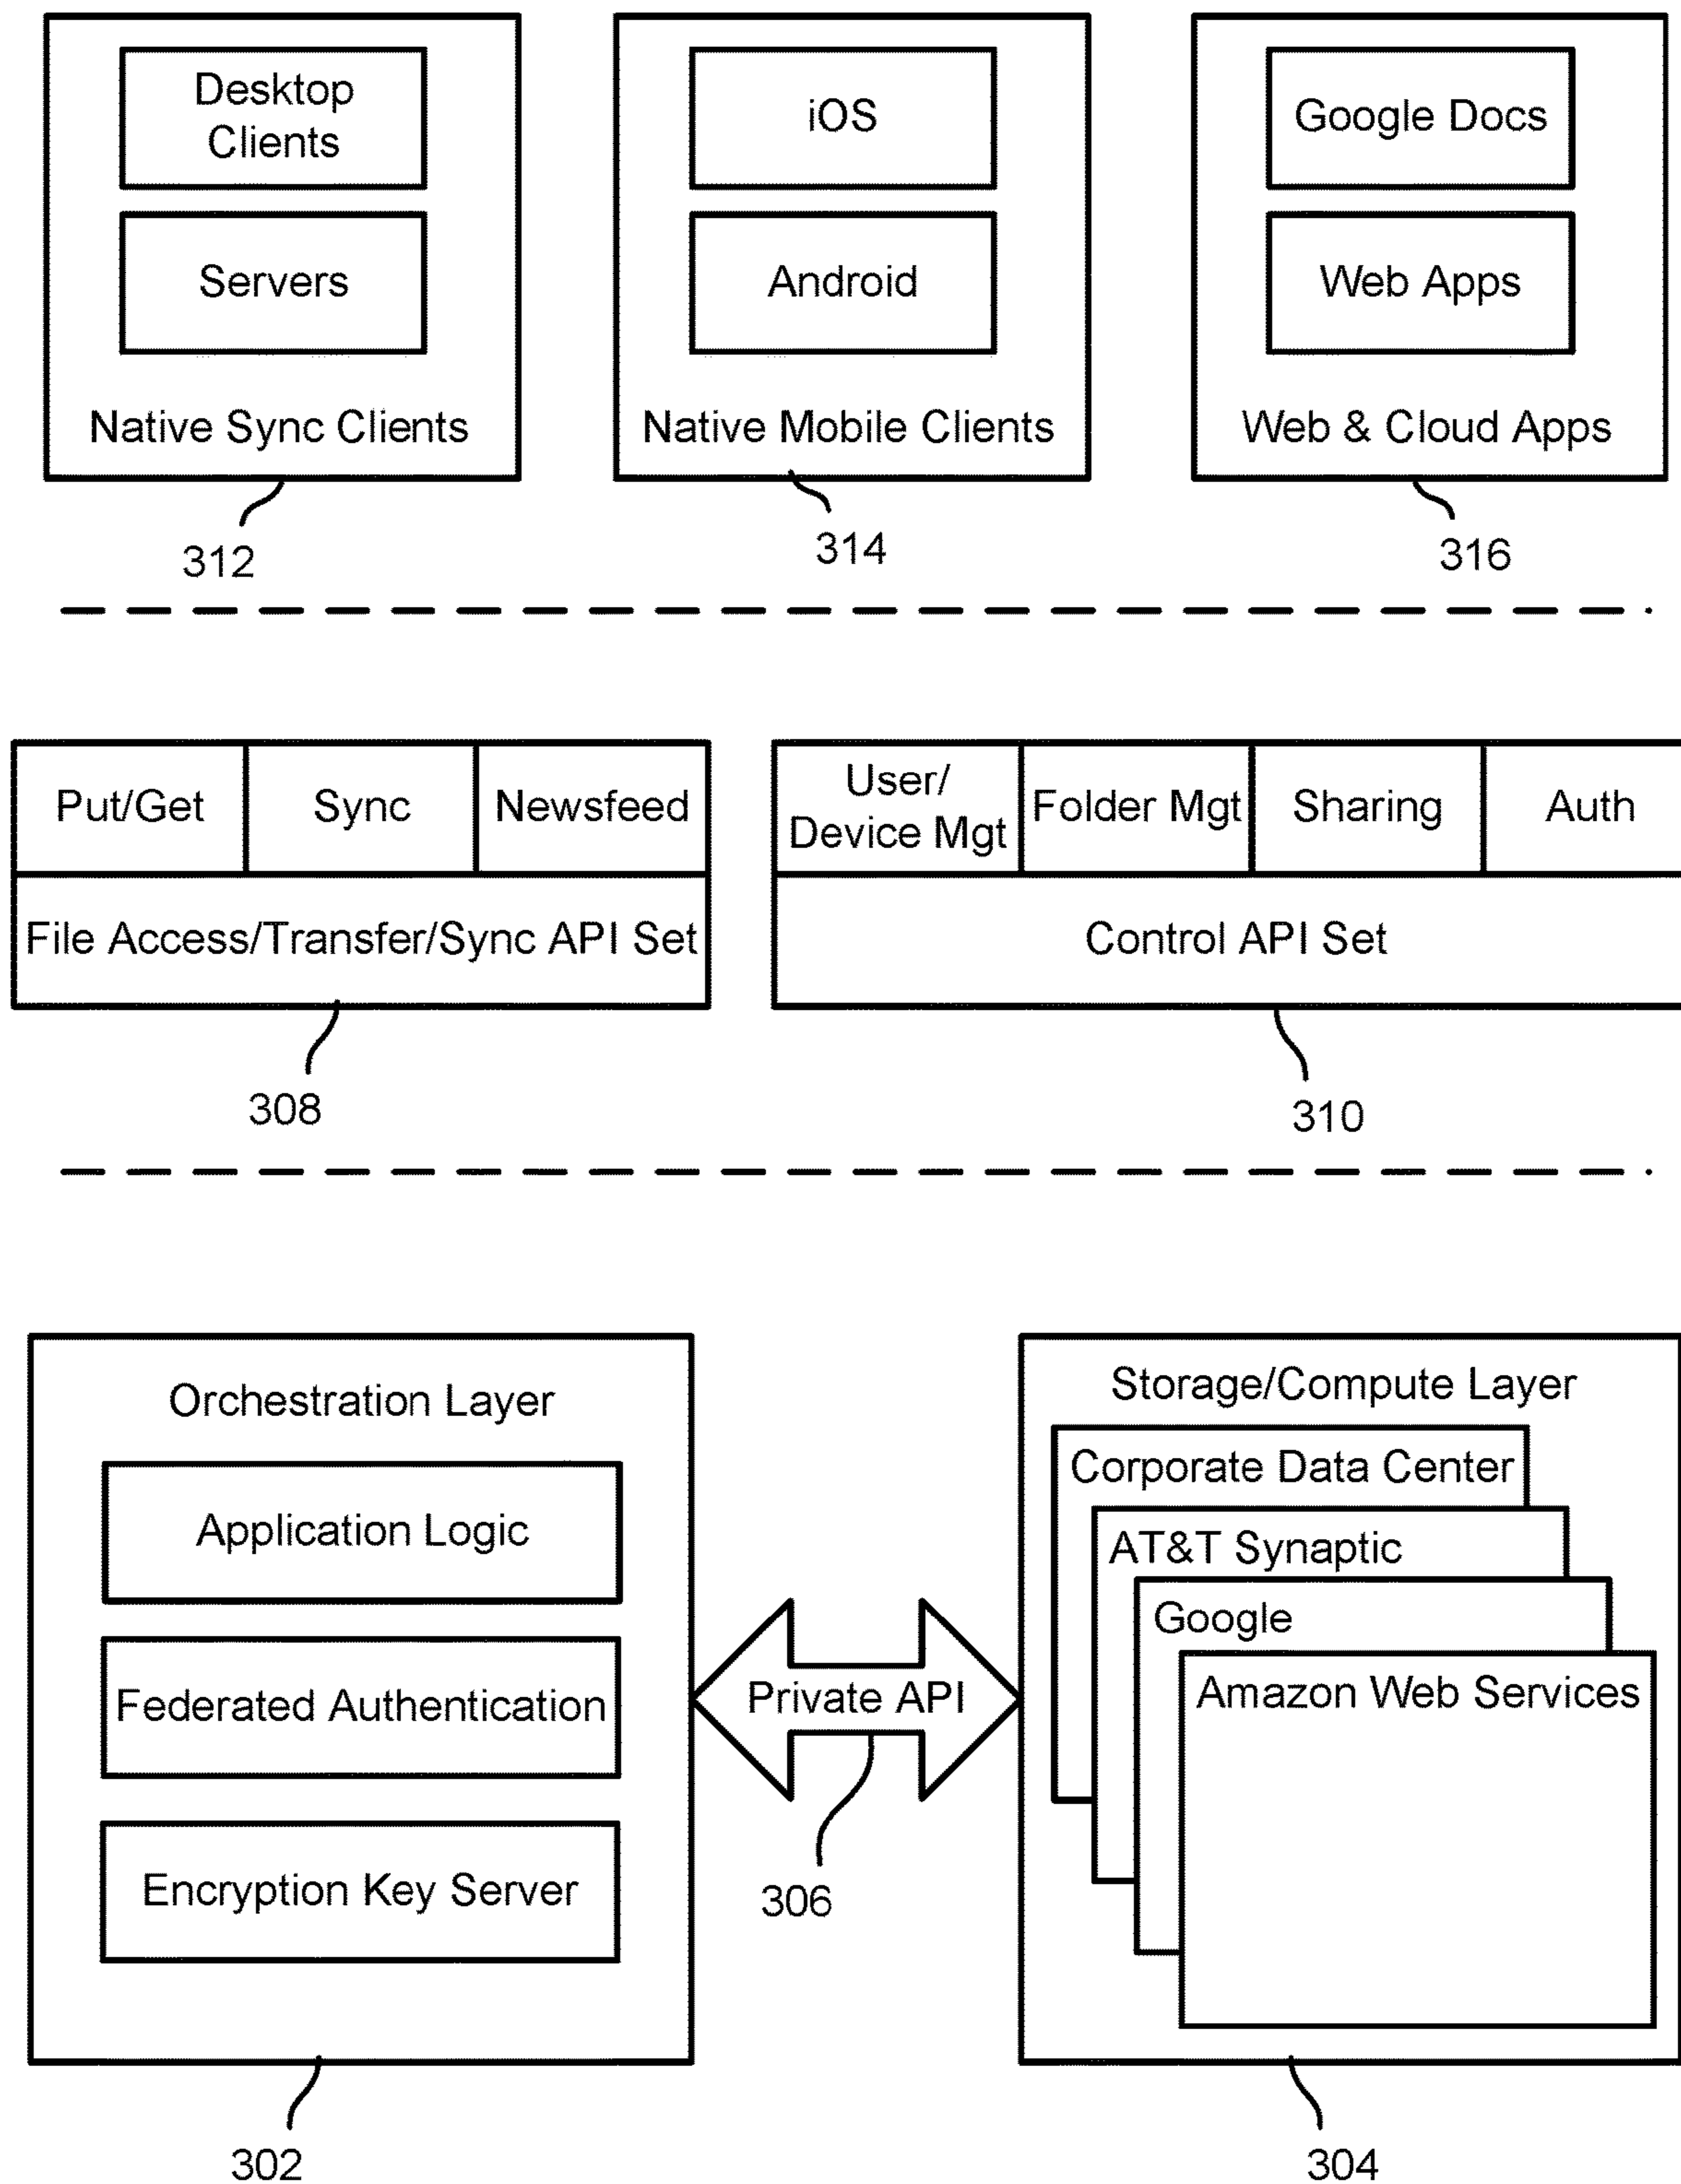 Desktop
Clients
Servers
Native Sync Clients
312
iOS
Android
Native Mobile Clients
314
Google Docs
Web Apps
Web & Cloud Apps
316
Put/Get
Sync
Newsfeed
File Access/Transfer/Sync API Set
308
User/
Device Mgt
Folder Mgt
Sharing
Auth
Control API Set
310
Orchestration Layer
Application Logic
Federated Authentication
Encryption Key Server
302
Private API
306
Storage/Compute Layer
Corporate Data Center
AT&T Synaptic
Google
Amazon Web Services
304